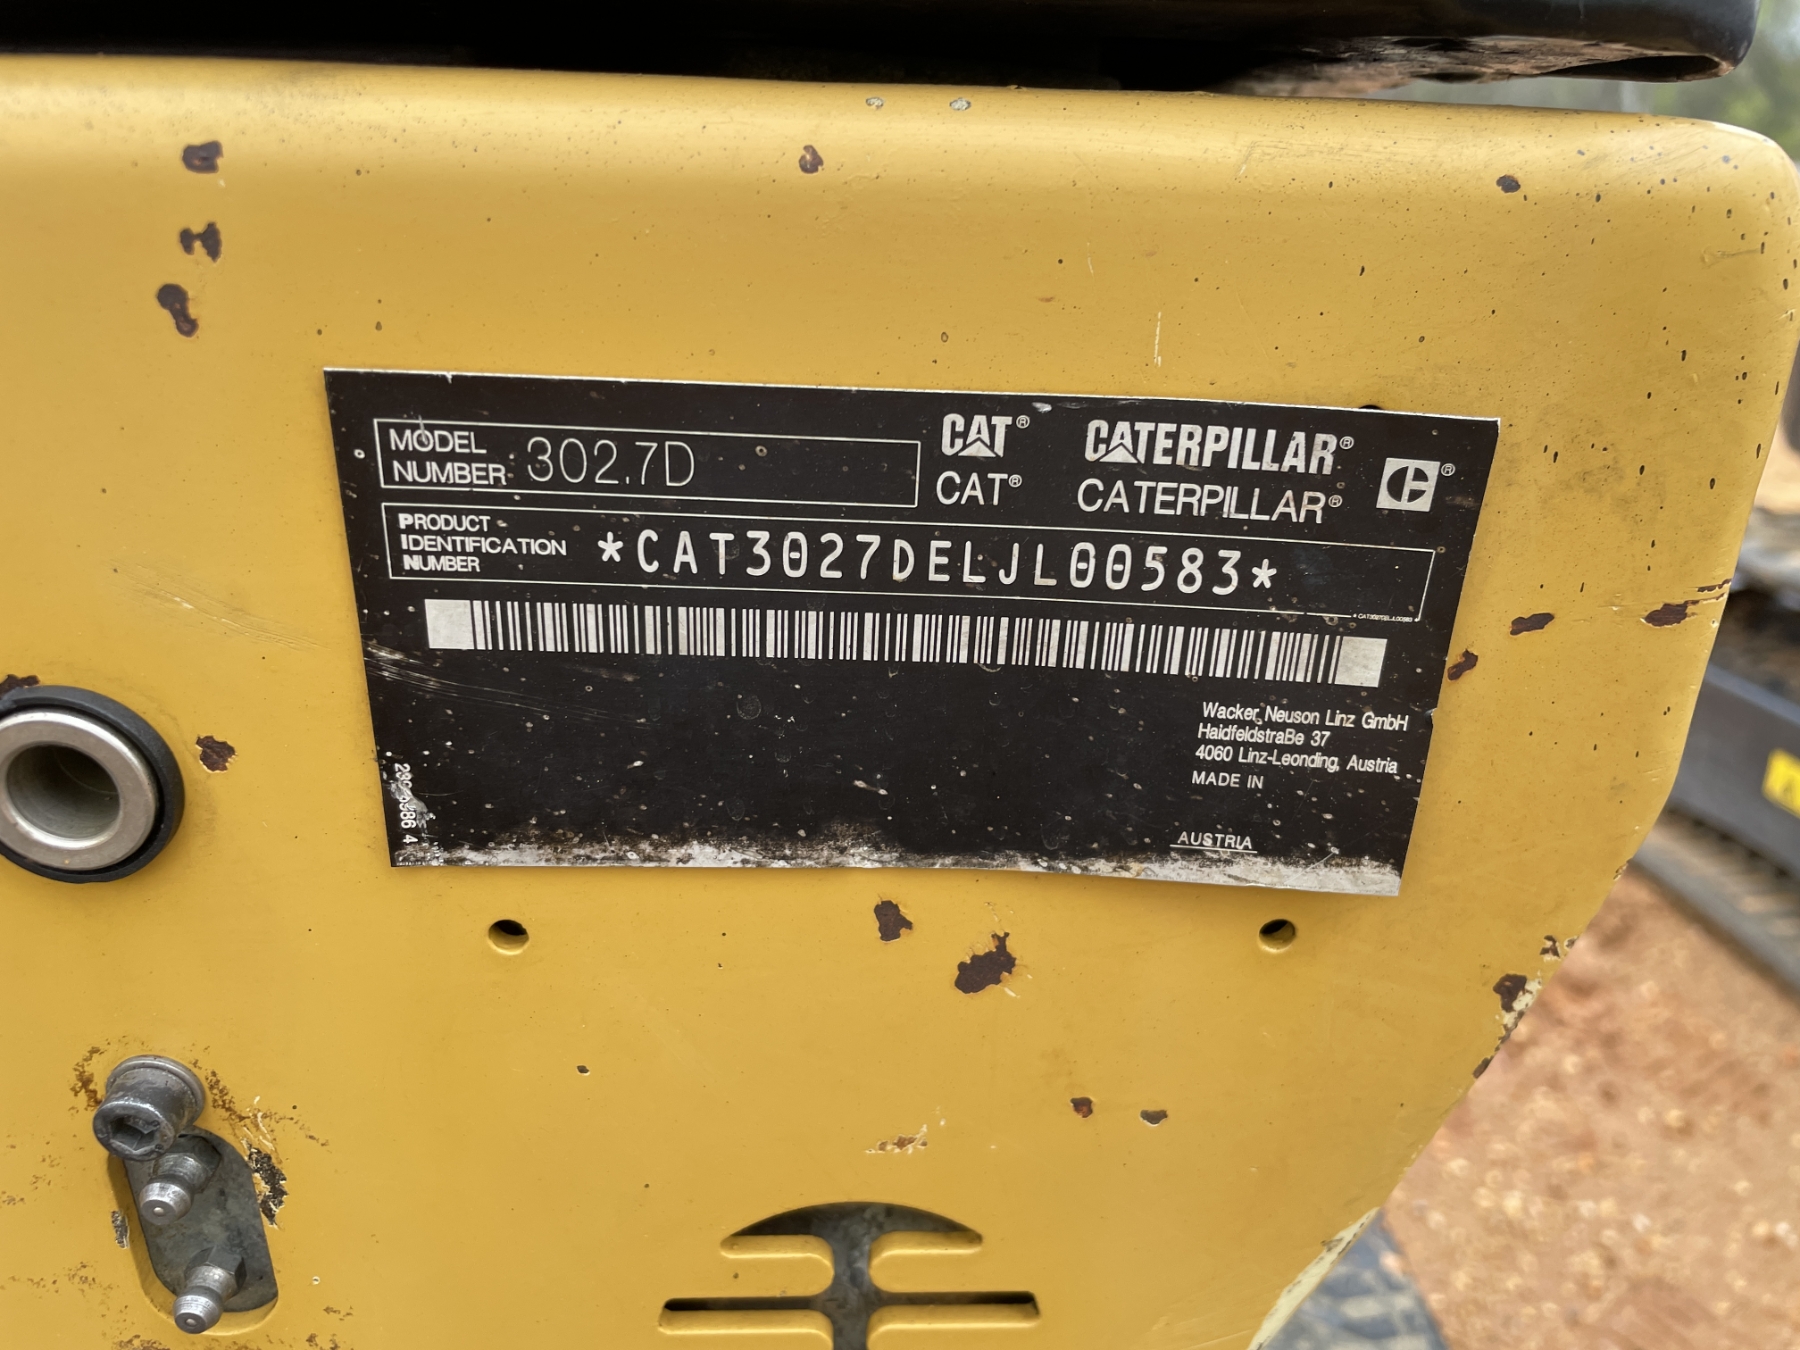 MODEL NUMBER 302.7D
CAT® CATERPILLAR®
CAT® CATERPILLAR®
PRODUCT IDENTIFICATION NUMBER *CAT3027DELJL00583*
Wacker Neuson Linz GmbH
Haidfeldstraße 37
4060 Linz-Leonding, Austria
MADE IN
AUSTRIA